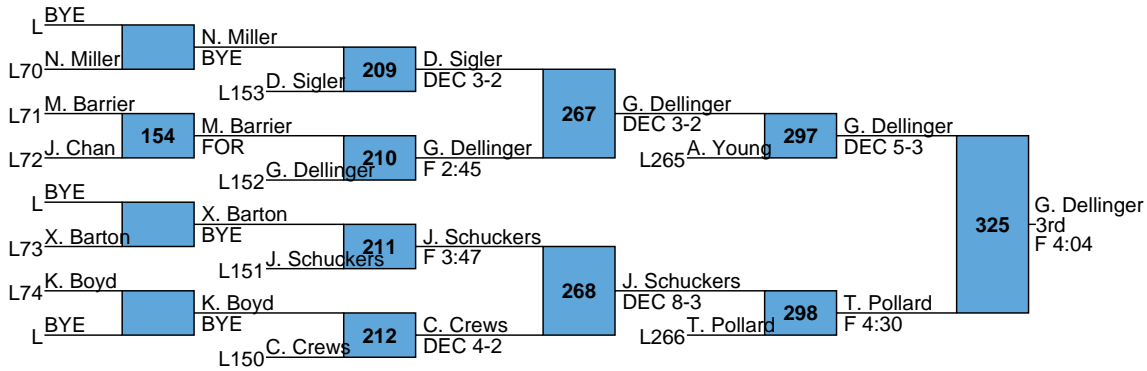 L BYE
L70 N. Miller
N. Miller
BYE
L153 D. Sigler
209
D. Sigler
DEC 3-2
L71 M. Barrier
L72 J. Chan
154
M. Barrier
FOR
L152 G. Dellinger
210
G. Dellinger
F 2:45
267
G. Dellinger
DEC 3-2
L265 A. Young
297
G. Dellinger
DEC 5-3
L BYE
L73 X. Barton
X. Barton
BYE
L151 J. Schuckers
211
J. Schuckers
F 3:47
L74 K. Boyd
L BYE
K. Boyd
BYE
L150 C. Crews
212
C. Crews
DEC 4-2
268
J. Schuckers
DEC 8-3
L266 T. Pollard
298
T. Pollard
F 4:30
325
G. Dellinger
3rd
F 4:04